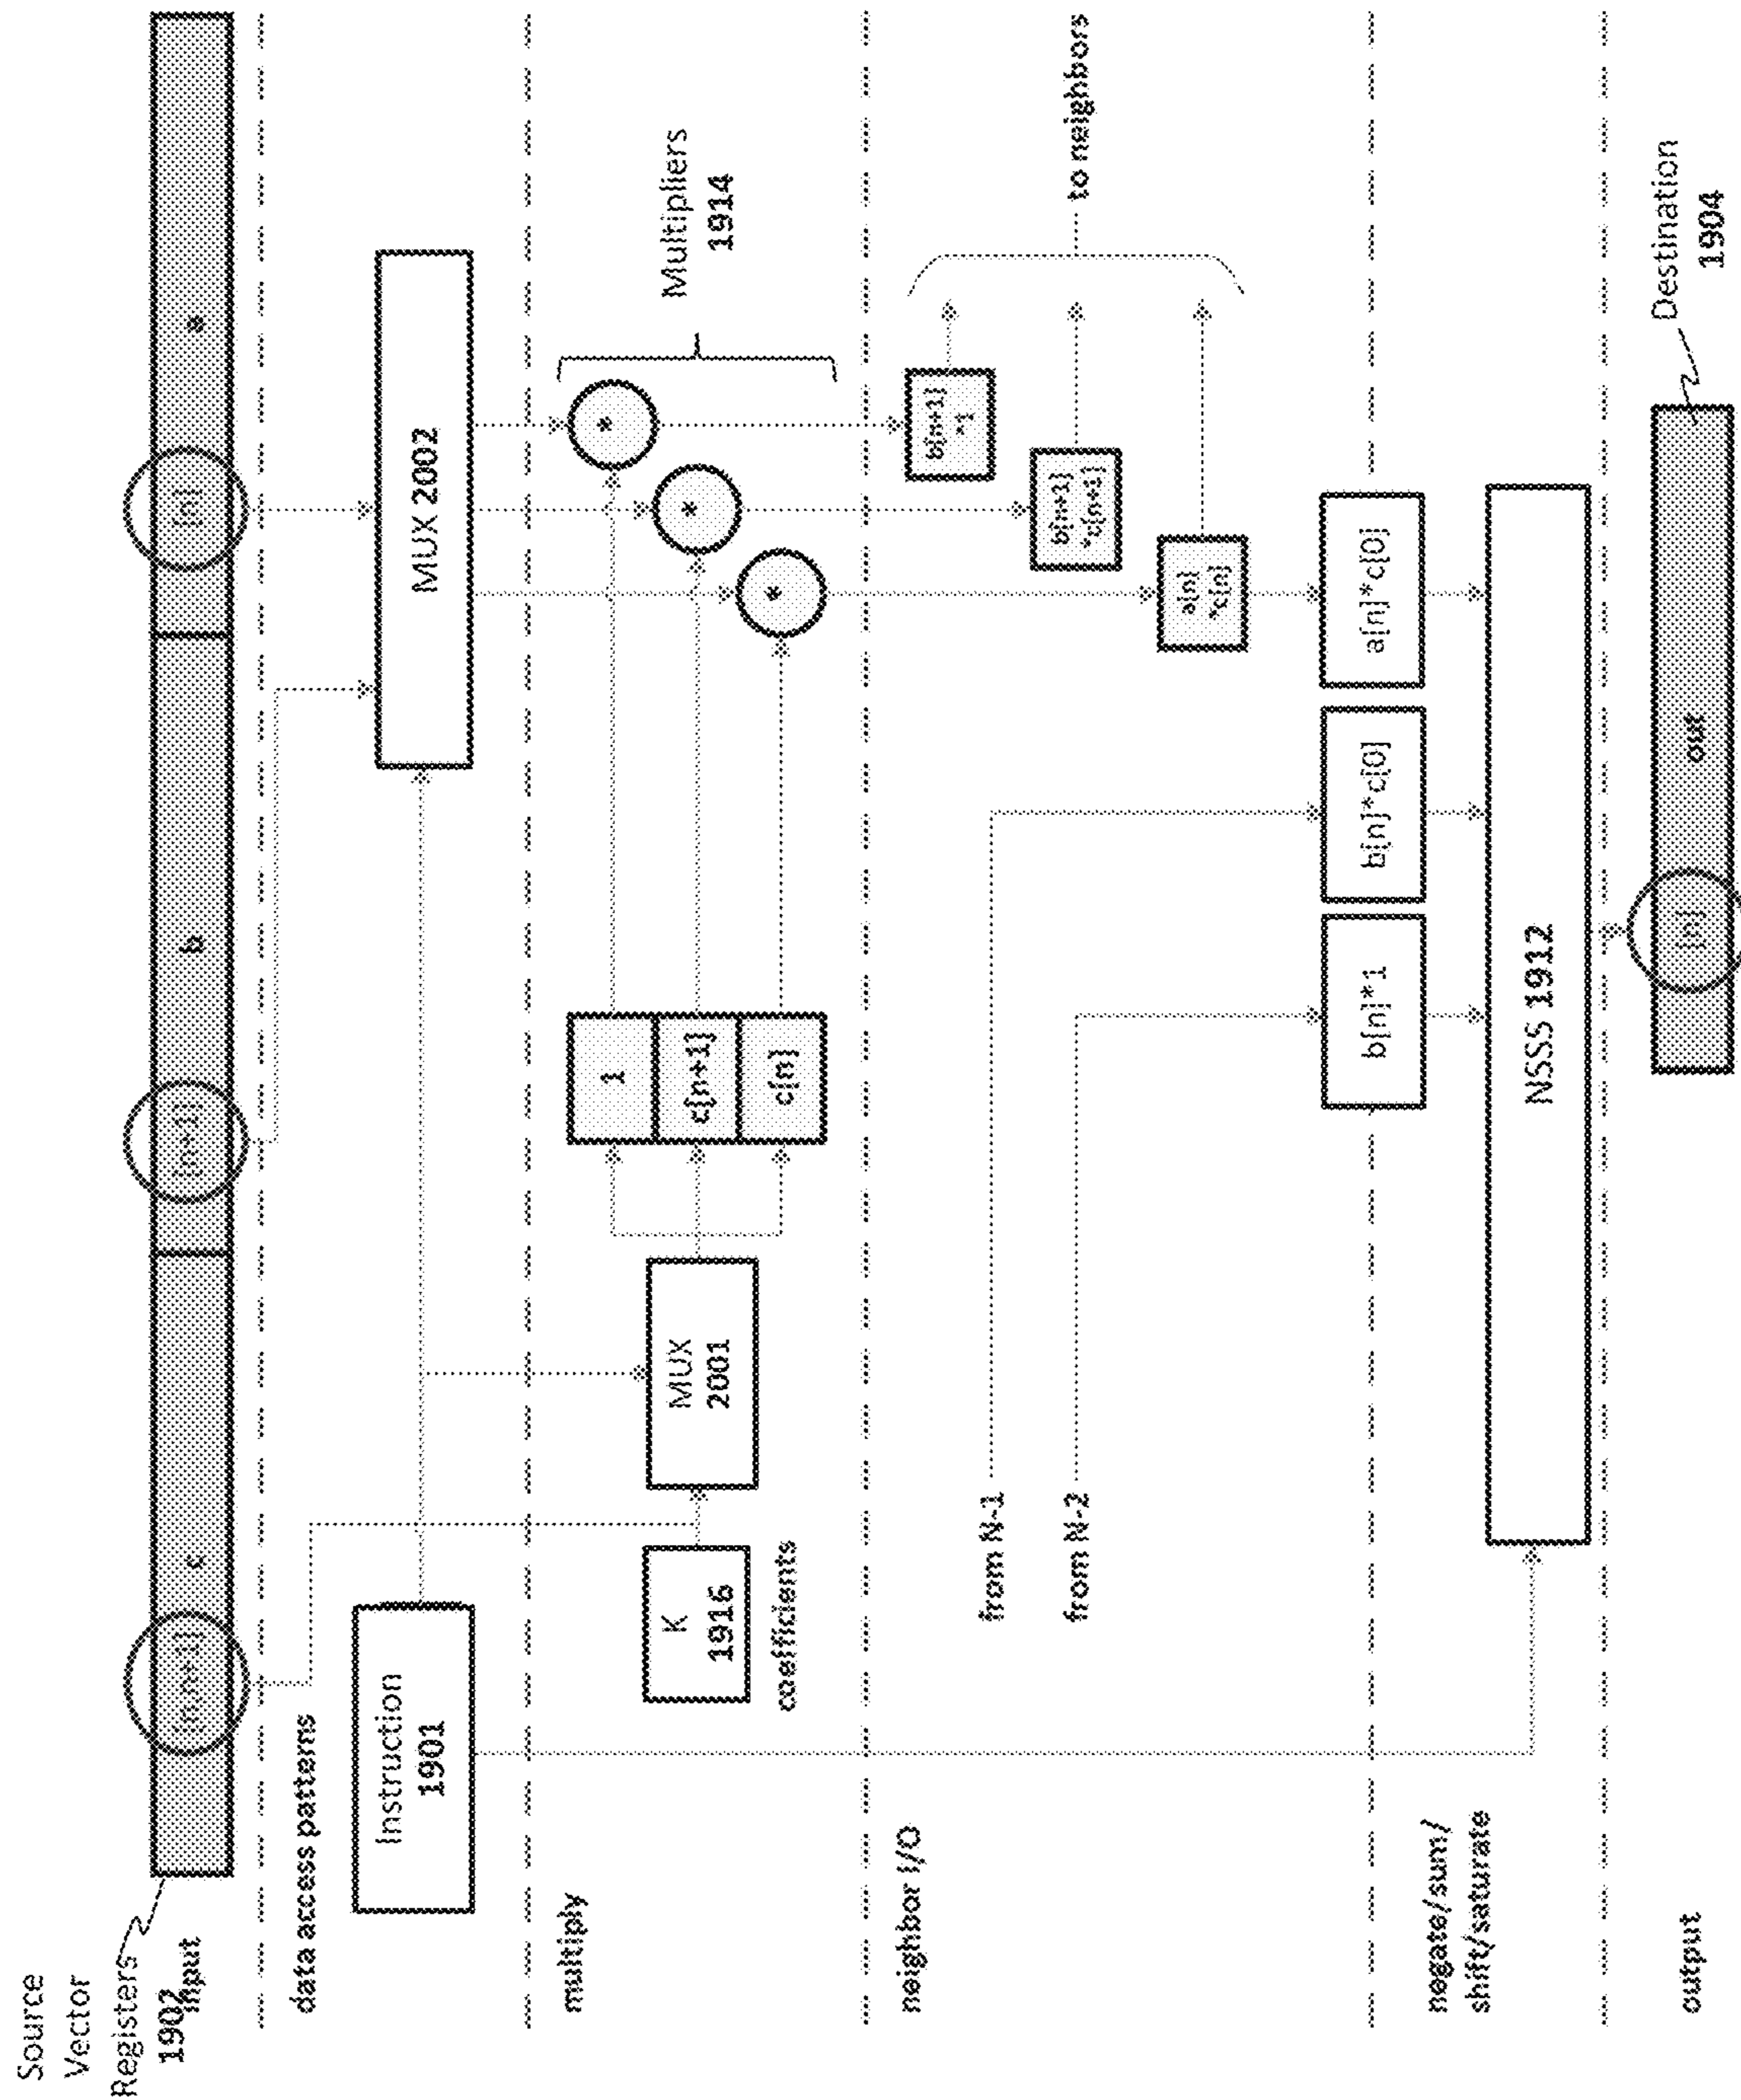 Source
Vector
Registers
1902
input
c
[n,n+1]
b
[n+1]
a
[n]
data access patterns
Instruction
1901
MUX 2002
multiply
K
1916
coefficients
MUX
2001
1
c[n+1]
c[n]
*
*
*
Multipliers
1914
neighbor I/O
from N-1
from N-2
b[n+1]
*1
b[n+1]
*c[n+1]
a[n]
*c[n]
to neighbors
b[n]*1
b[n]*c[0]
a[n]*c[0]
negate/sum/
shift/saturate
NSSS 1912
output
[n]
out
Destination
1904